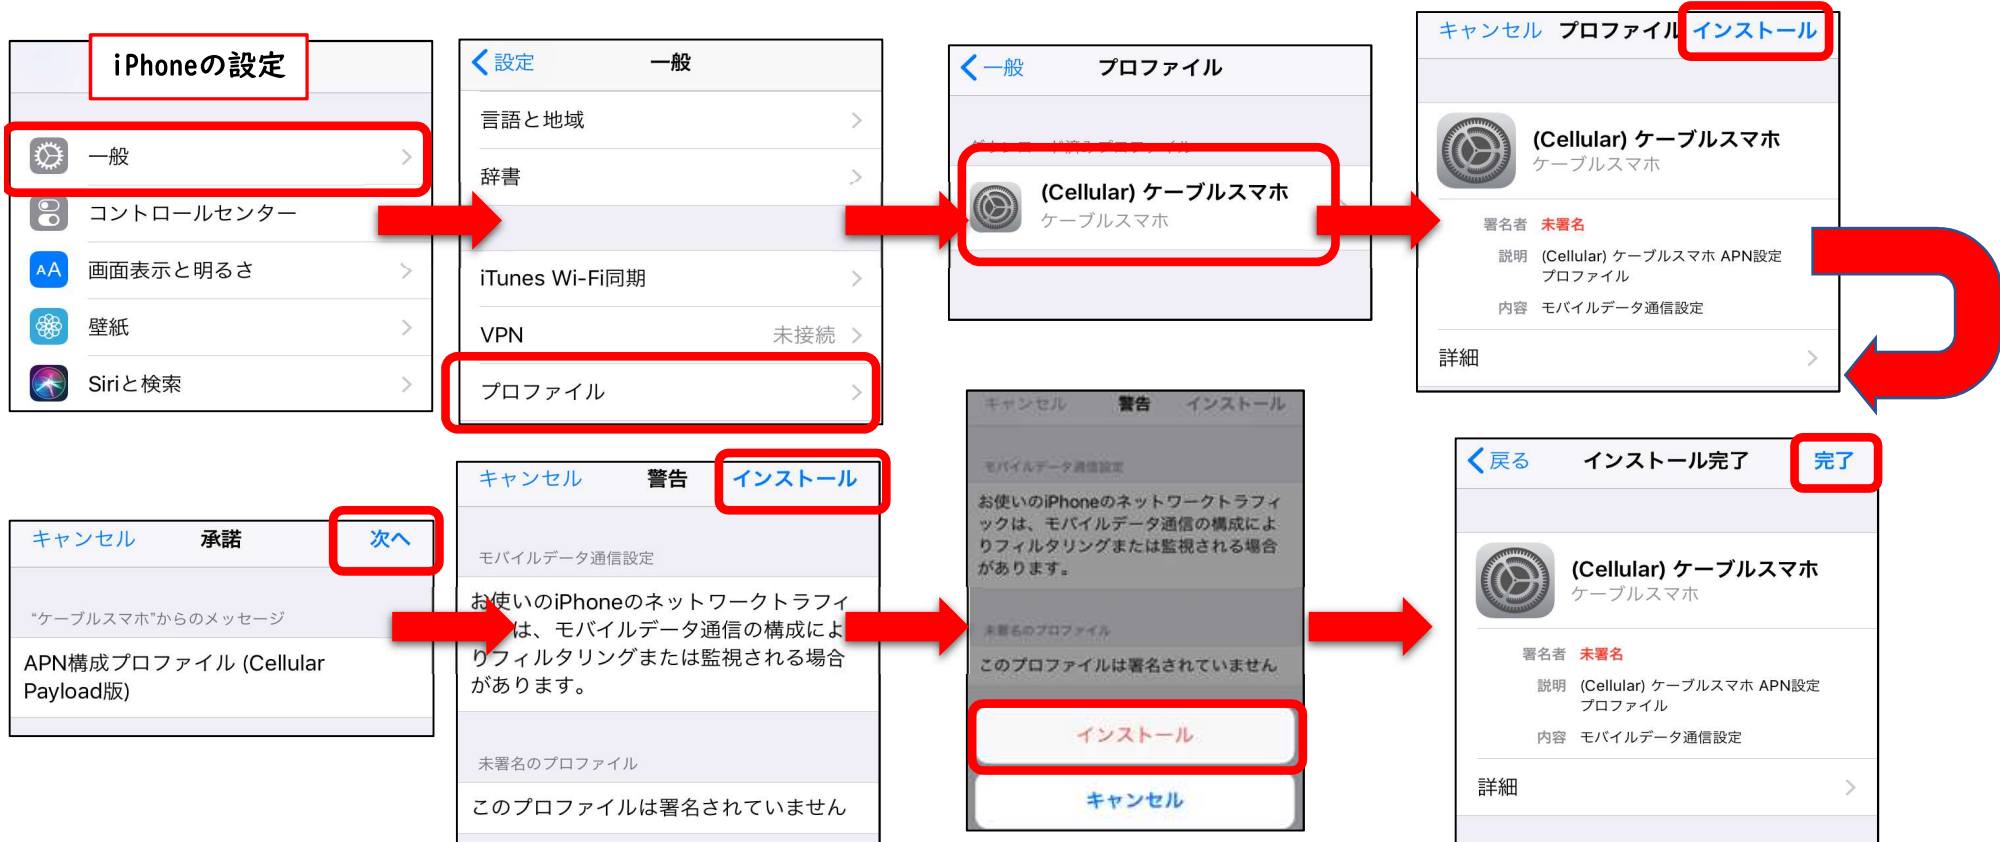 iPhoneの設定
一般
コントロールセンター
画面表示と明るさ
壁紙
Siriと検索
設定
一般
言語と地域
辞書
iTunes Wi-Fi同期
VPN
未接続
プロファイル
一般
プロファイル
ダウンロード済みプロファイル
(Cellular) ケーブルスマホ
ケーブルスマホ
キャンセル
プロファイル
インストール
(Cellular) ケーブルスマホ
ケーブルスマホ
署名者 未署名
説明 (Cellular) ケーブルスマホ APN設定
プロファイル
内容 モバイルデータ通信設定
詳細
キャンセル
承諾
次へ
“ケーブルスマホ”からのメッセージ
APN構成プロファイル (Cellular
Payload版)
キャンセル
警告
インストール
モバイルデータ通信設定
お使いのiPhoneのネットワークトラフィ
は、モバイルデータ通信の構成によ
りフィルタリングまたは監視される場合
があります。
未署名のプロファイル
このプロファイルは署名されていません
キャンセル
警告
インストール
モバイルデータ通信設定
お使いのiPhoneのネットワークトラフィ
ックは、モバイルデータ通信の構成によ
りフィルタリングまたは監視される場合
があります。
未署名のプロファイル
このプロファイルは署名されていません
インストール
キャンセル
戻る
インストール完了
完了
(Cellular) ケーブルスマホ
ケーブルスマホ
署名者 未署名
説明 (Cellular) ケーブルスマホ APN設定
プロファイル
内容 モバイルデータ通信設定
詳細